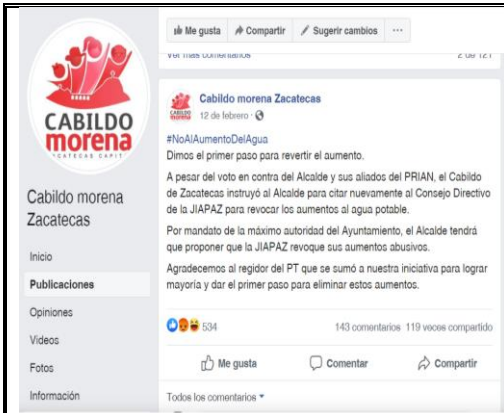 Me gusta Compartir Sugerir cambios ...
Ver más comentarios 2 de 121
CABILDO
morena
Cabildo morena
Zacatecas
Inicio
Publicaciones
Opiniones
Videos
Fotos
Información
CABILDO
morena
Cabildo morena Zacatecas
12 de febrero ·
#NoAlAumentoDelAgua
Dimos el primer paso para revertir el aumento.
A pesar del voto en contra del Alcalde y sus aliados del PRIAN, el Cabildo
de Zacatecas instruyó al Alcalde para citar nuevamente al Consejo Directivo
de la JIAPAZ para revocar los aumentos al agua potable.
Por mandato de la máximo autoridad del Ayuntamiento, el Alcalde tendrá
que proponer que la JIAPAZ revoque sus aumentos abusivos.
Agradecemos al regidor del PT que se sumó a nuestra iniciativa para lograr
mayoría y dar el primer paso para eliminar estos aumentos.
534 143 comentarios 119 veces compartido
Me gusta Comentar Compartir
Todos los comentarios